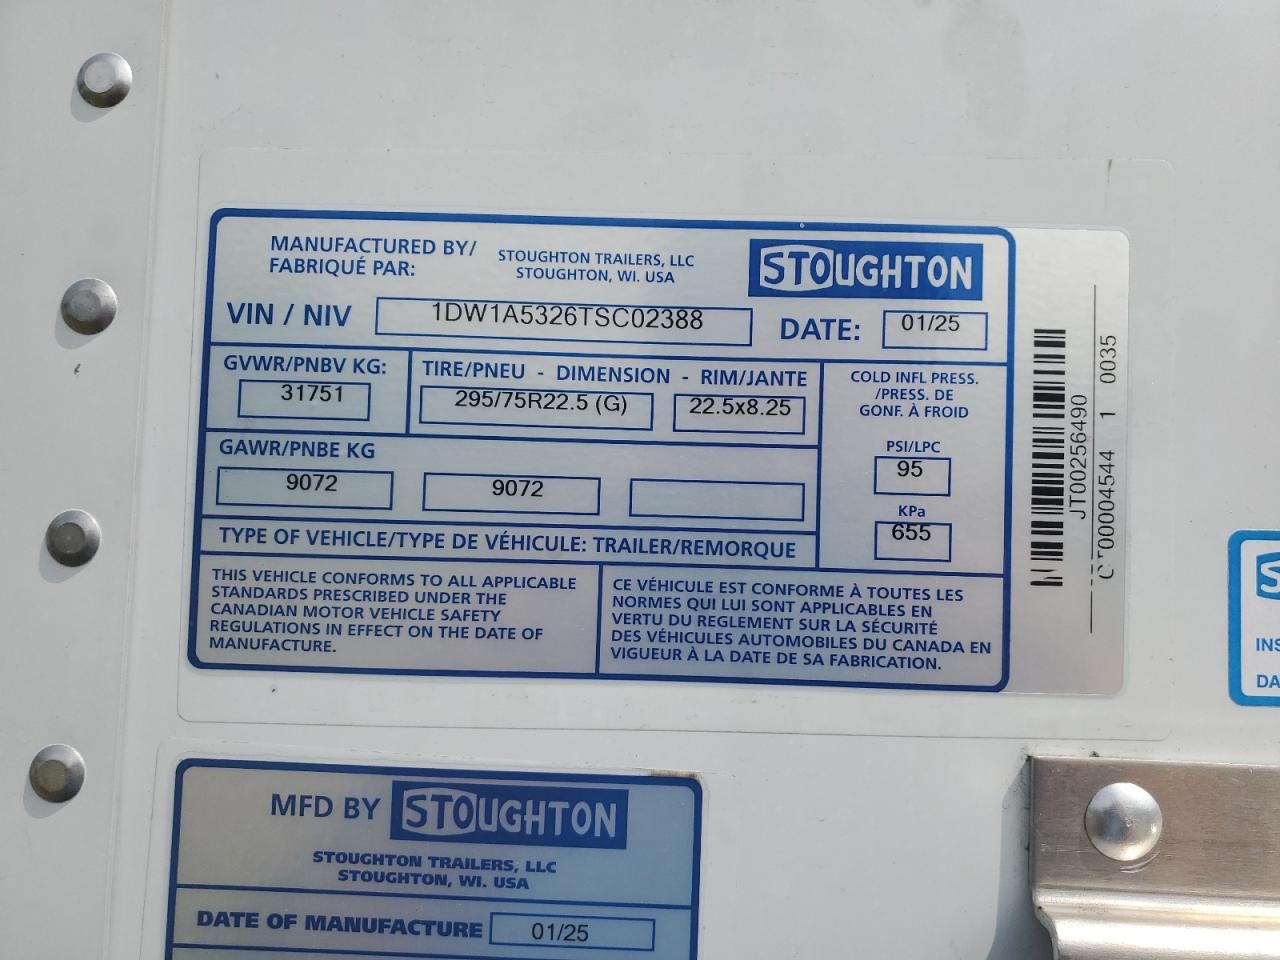 MANUFACTURED BY/
FABRIQUÉ PAR:
STOUGHTON TRAILERS, LLC
STOUGHTON, WI. USA
STOUGHTON
VIN / NIV
1DW1A5326TSC02388
DATE:
01/25
GVWR/PNBV KG:
31751
TIRE/PNEU - DIMENSION - RIM/JANTE
295/75R22.5 (G)
22.5x8.25
COLD INFL PRESS.
/PRESS. DE
GONF. À FROID
GAWR/PNBE KG
9072
9072
PSI/LPC
95
KPa
655
TYPE OF VEHICLE/TYPE DE VÉHICULE: TRAILER/REMORQUE
THIS VEHICLE CONFORMS TO ALL APPLICABLE
STANDARDS PRESCRIBED UNDER THE
CANADIAN MOTOR VEHICLE SAFETY
REGULATIONS IN EFFECT ON THE DATE OF
MANUFACTURE.
CE VÉHICULE EST CONFORME À TOUTES LES
NORMES QUI LUI SONT APPLICABLES EN
VERTU DU REGLEMENT SUR LA SÉCURITÉ
DES VÉHICULES AUTOMOBILES DU CANADA EN
VIGUEUR À LA DATE DE SA FABRICATION.
JT00256490
00004544 1 0035
INS
DA
MFD BY
STOUGHTON
STOUGHTON TRAILERS, LLC
STOUGHTON, WI. USA
DATE OF MANUFACTURE
01/25